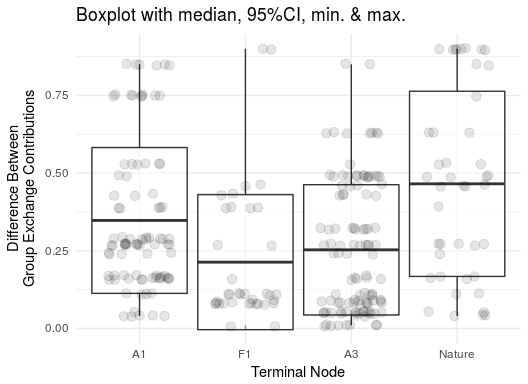 Boxplot with median, 95%CI, min. & max.
Difference Between
Group Exchange Contributions
0.75
0.50
0.25
0.00
A1 F1 A3 Nature
Terminal Node